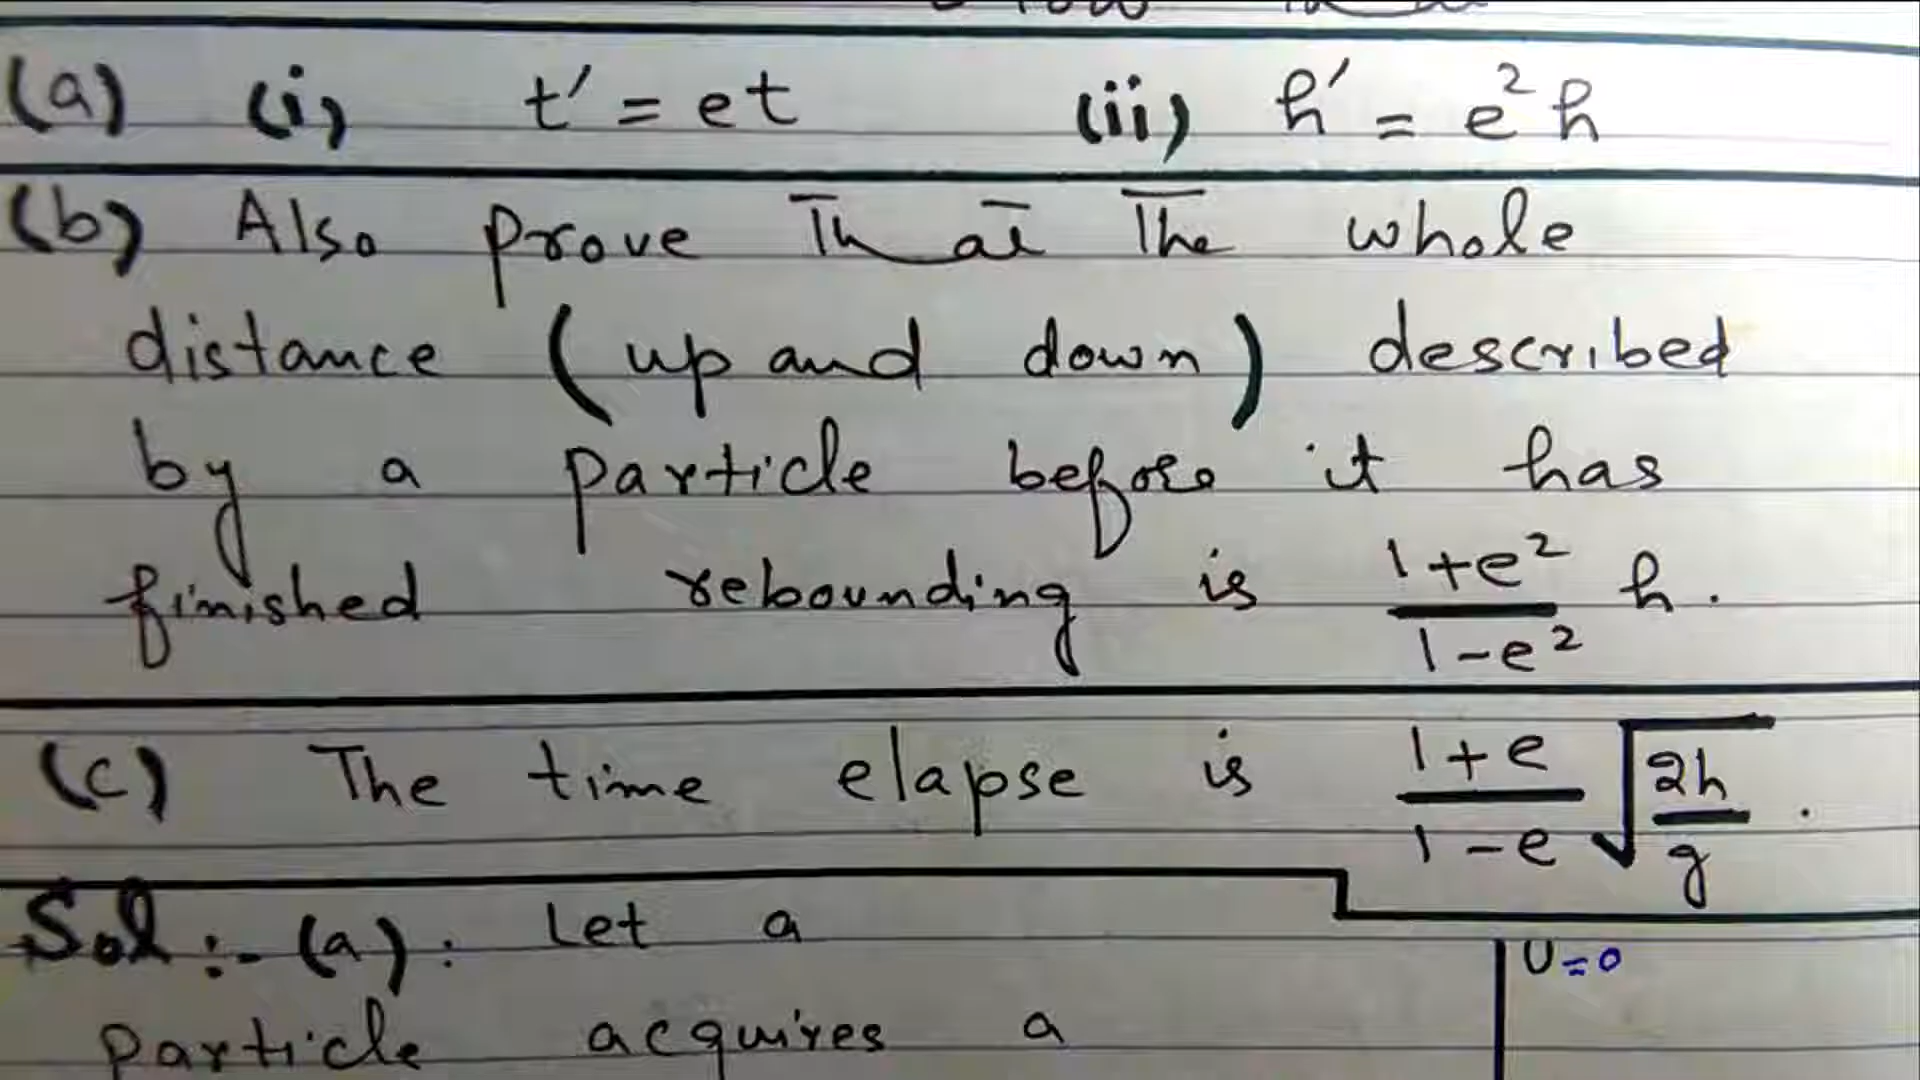 (a) (i) t' = et (ii) h' = e²h
(b) Also prove That The whole
distance (up and down) described
by a particle before it has
finished rebounding is 1+e²/1-e² h.
(c) The time elapse is 1+e/1-e √2h/g .
Sol :- (a): Let a
U=0
particle acquires a